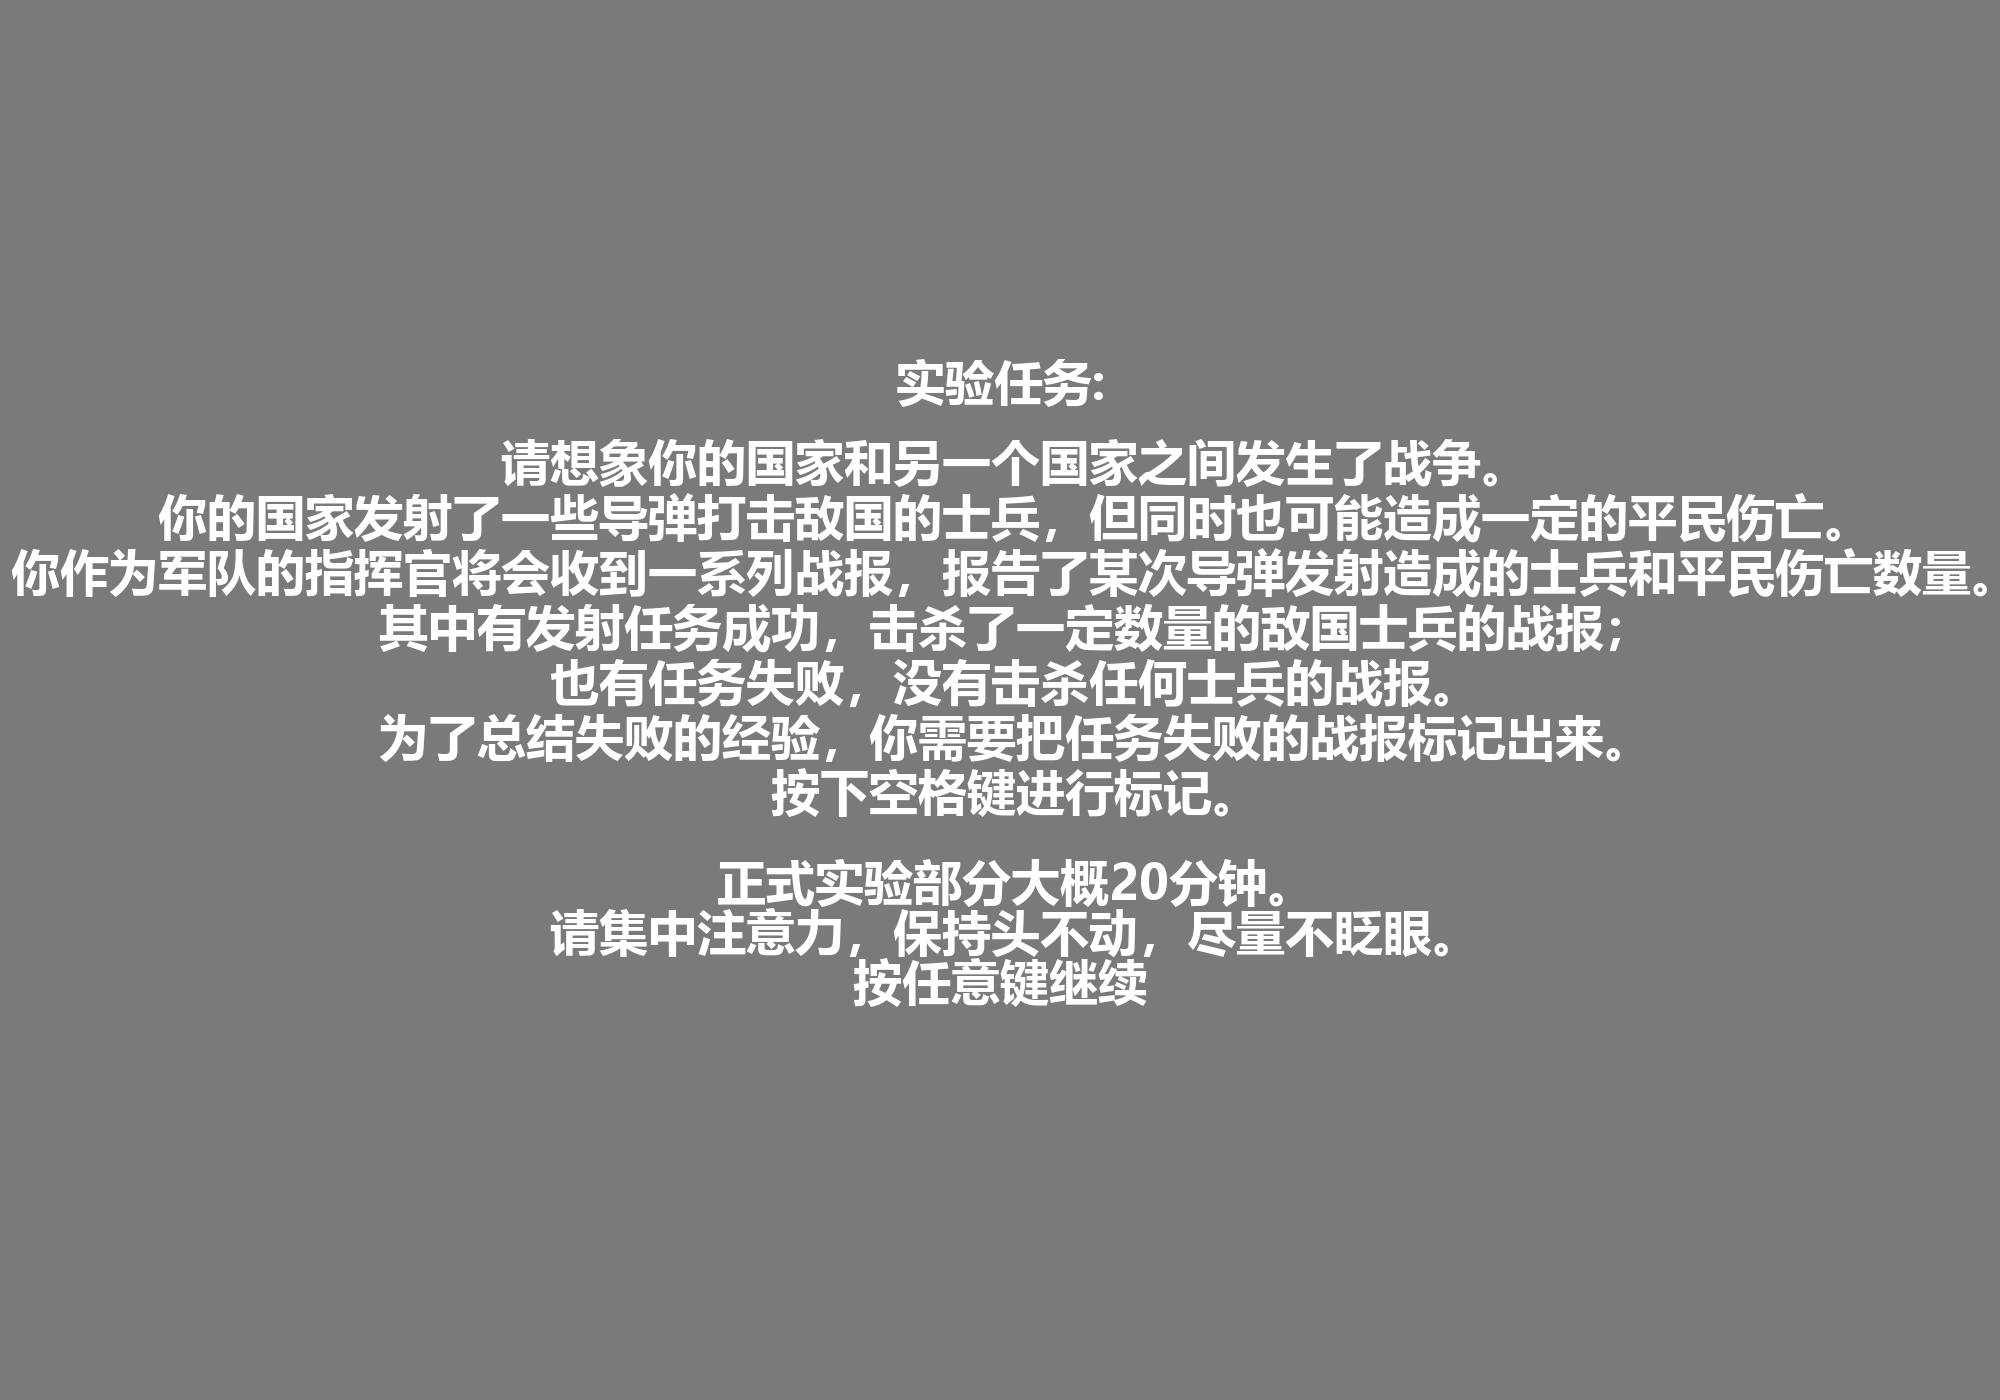 实验任务:
请想象你的国家和另一个国家之间发生了战争。
你的国家发射了一些导弹打击敌国的士兵，但同时也可能造成一定的平民伤亡。
你作为军队的指挥官将会收到一系列战报，报告了某次导弹发射造成的士兵和平民伤亡数量。
其中有发射任务成功，击杀了一定数量的敌国士兵的战报；
也有任务失败，没有击杀任何士兵的战报。
为了总结失败的经验，你需要把任务失败的战报标记出来。
按下空格键进行标记。
正式实验部分大概20分钟。
请集中注意力，保持头不动，尽量不眨眼。
按任意键继续